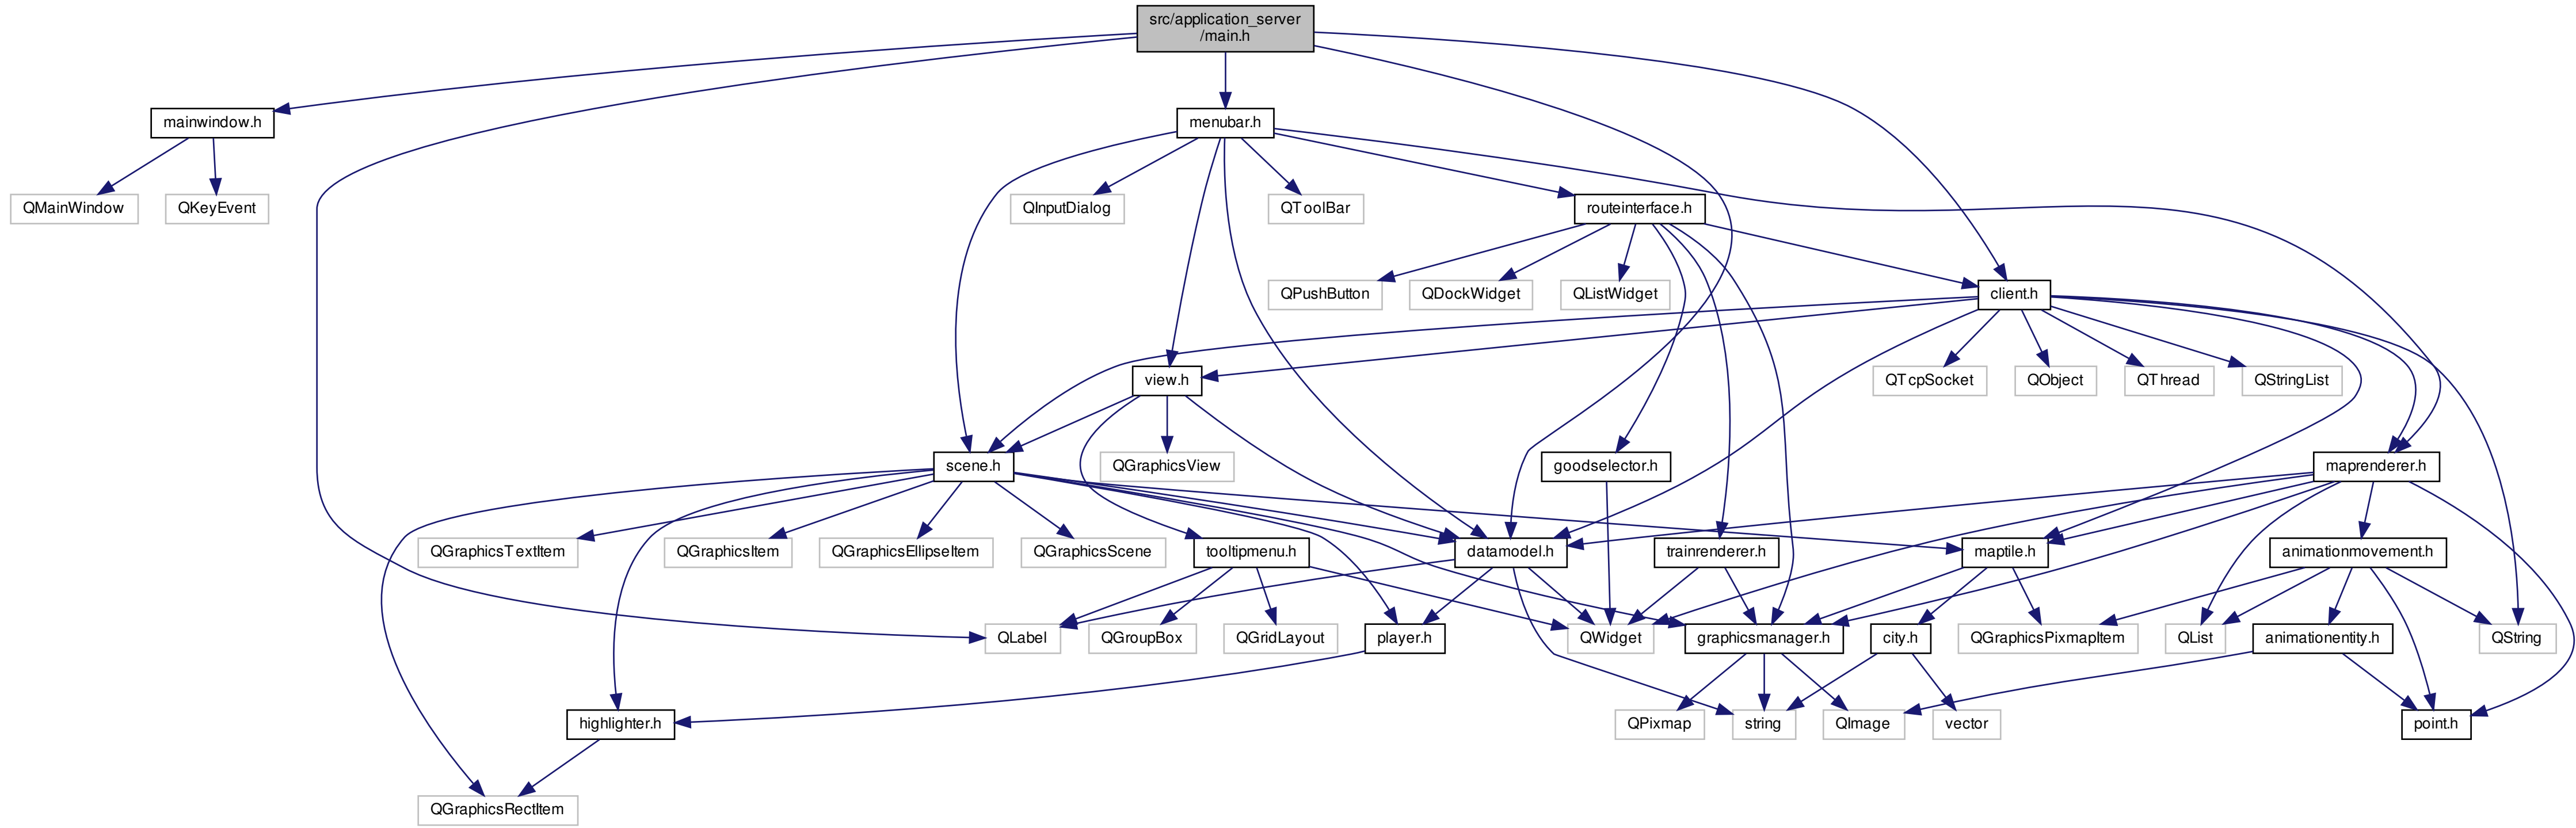 src/application_server
/main.h
mainwindow.h
menubar.h
QMainWindow
QKeyEvent
QInputDialog
QToolBar
routeinterface.h
QPushButton
QDockWidget
QListWidget
client.h
view.h
QTcpSocket
QObject
QThread
QStringList
scene.h
QGraphicsView
goodselector.h
maprenderer.h
QGraphicsTextItem
QGraphicsItem
QGraphicsEllipseItem
QGraphicsScene
tooltipmenu.h
datamodel.h
trainrenderer.h
maptile.h
animationmovement.h
QLabel
QGroupBox
QGridLayout
player.h
QWidget
graphicsmanager.h
city.h
QGraphicsPixmapItem
QList
animationentity.h
QString
highlighter.h
QPixmap
string
QImage
vector
point.h
QGraphicsRectItem